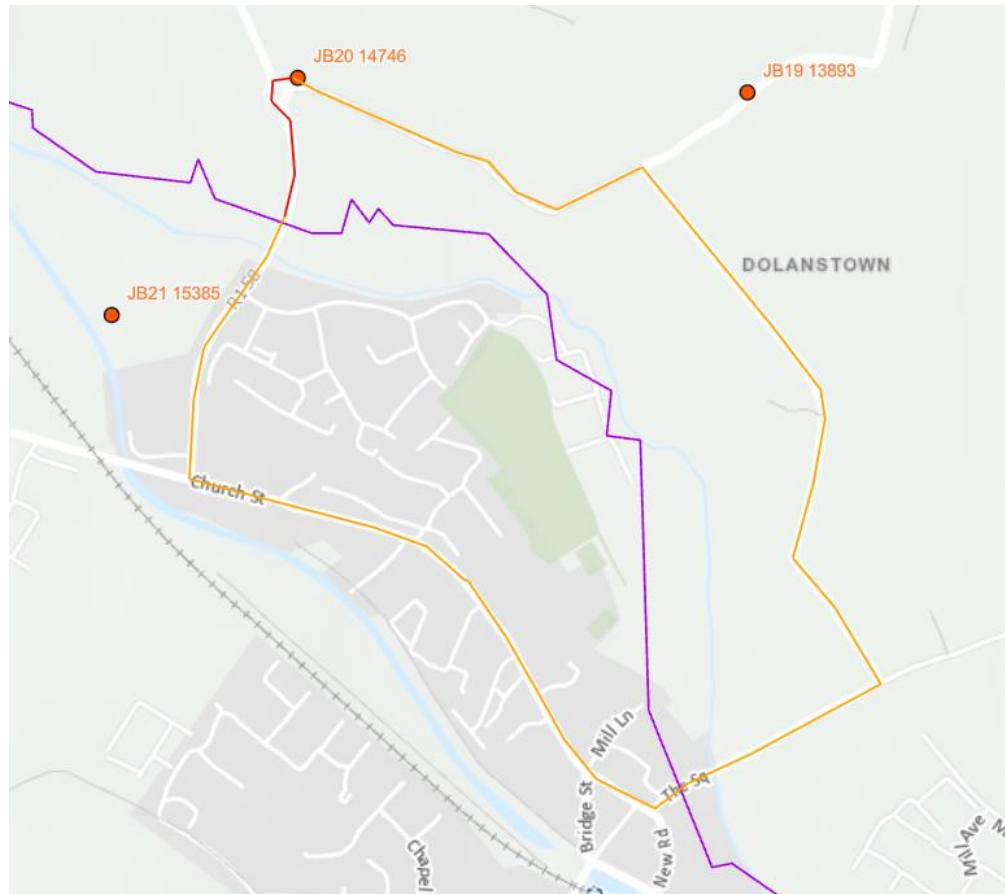 JB20 14746
JB19 13893
DOLANSTOWN
JB21 15385
R158
Church St
Mill Ln
The Sq
Bridge St
New Rd
Chapel
Mill Ave